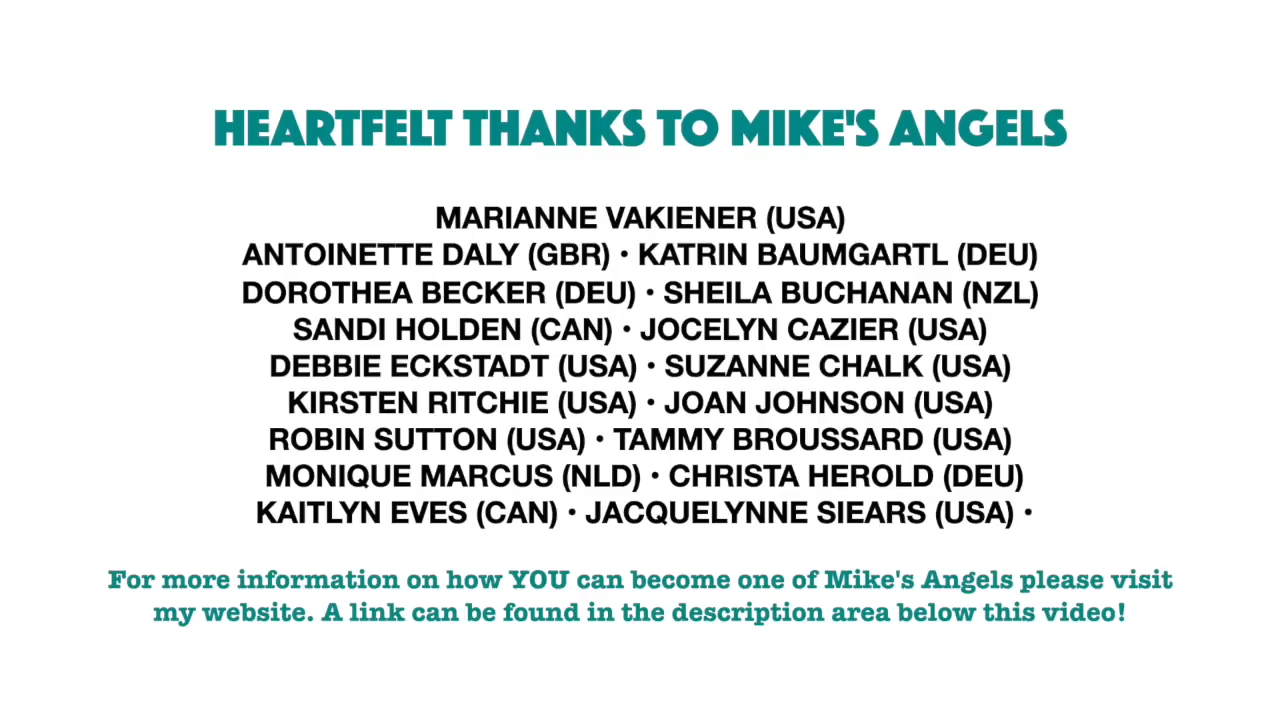 HEARTFELT THANKS TO MIKE'S ANGELS
MARIANNE VAKIENER (USA)
ANTOINETTE DALY (GBR) • KATRIN BAUMGARTL (DEU)
DOROTHEA BECKER (DEU) • SHEILA BUCHANAN (NZL)
SANDI HOLDEN (CAN) • JOCELYN CAZIER (USA)
DEBBIE ECKSTADT (USA) • SUZANNE CHALK (USA)
KIRSTEN RITCHIE (USA) • JOAN JOHNSON (USA)
ROBIN SUTTON (USA) • TAMMY BROUSSARD (USA)
MONIQUE MARCUS (NLD) • CHRISTA HEROLD (DEU)
KAITLYN EVES (CAN) • JACQUELYNNE SIEARS (USA) •
For more information on how YOU can become one of Mike's Angels please visit
my website. A link can be found in the description area below this video!